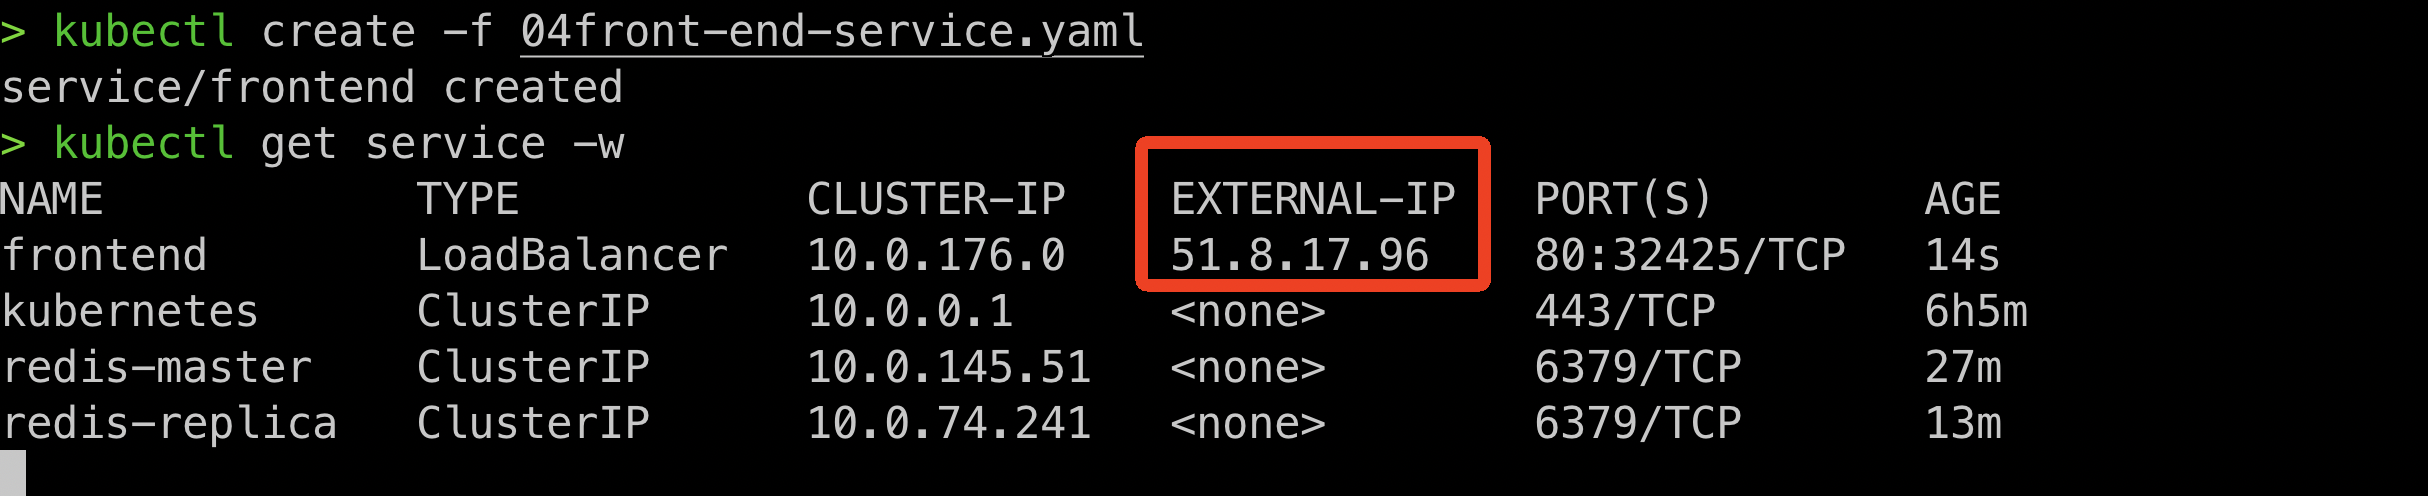 > kubectl create -f 04front-end-service.yaml
service/frontend created
> kubectl get service -w
NAME TYPE CLUSTER-IP EXTERNAL-IP PORT(S) AGE
frontend LoadBalancer 10.0.176.0 51.8.17.96 80:32425/TCP 14s
kubernetes ClusterIP 10.0.0.1 <none> 443/TCP 6h5m
redis-master ClusterIP 10.0.145.51 <none> 6379/TCP 27m
redis-replica ClusterIP 10.0.74.241 <none> 6379/TCP 13m